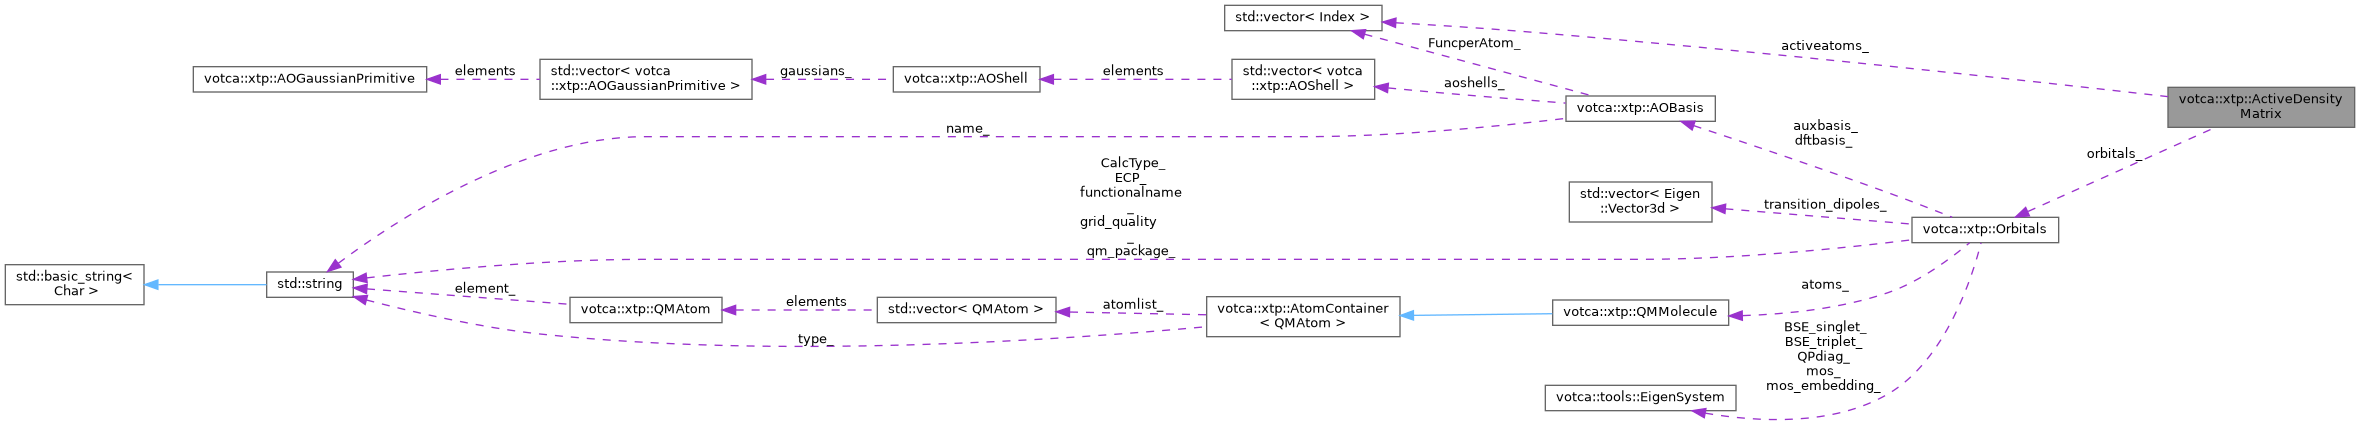 std::vector< Index >
activeatoms_
FuncperAtom_
votca::xtp::AOGaussianPrimitive
elements
std::vector< votca
::xtp::AOGaussianPrimitive >
gaussians_
votca::xtp::AOShell
elements
std::vector< votca
::xtp::AOShell >
aoshells_
votca::xtp::AOBasis
votca::xtp::ActiveDensity
Matrix
name_
auxbasis_
dftbasis_
orbitals_
CalcType_
ECP_
functionalname
_
grid_quality
_
qm_package_
std::vector< Eigen
::Vector3d >
transition_dipoles_
votca::xtp::Orbitals
std::basic_string<
Char >
std::string
element_
votca::xtp::QMAtom
elements
std::vector< QMAtom >
atomlist_
votca::xtp::AtomContainer
< QMAtom >
votca::xtp::QMMolecule
atoms_
type_
BSE_singlet_
BSE_triplet_
QPdiag_
mos_
mos_embedding_
votca::tools::EigenSystem